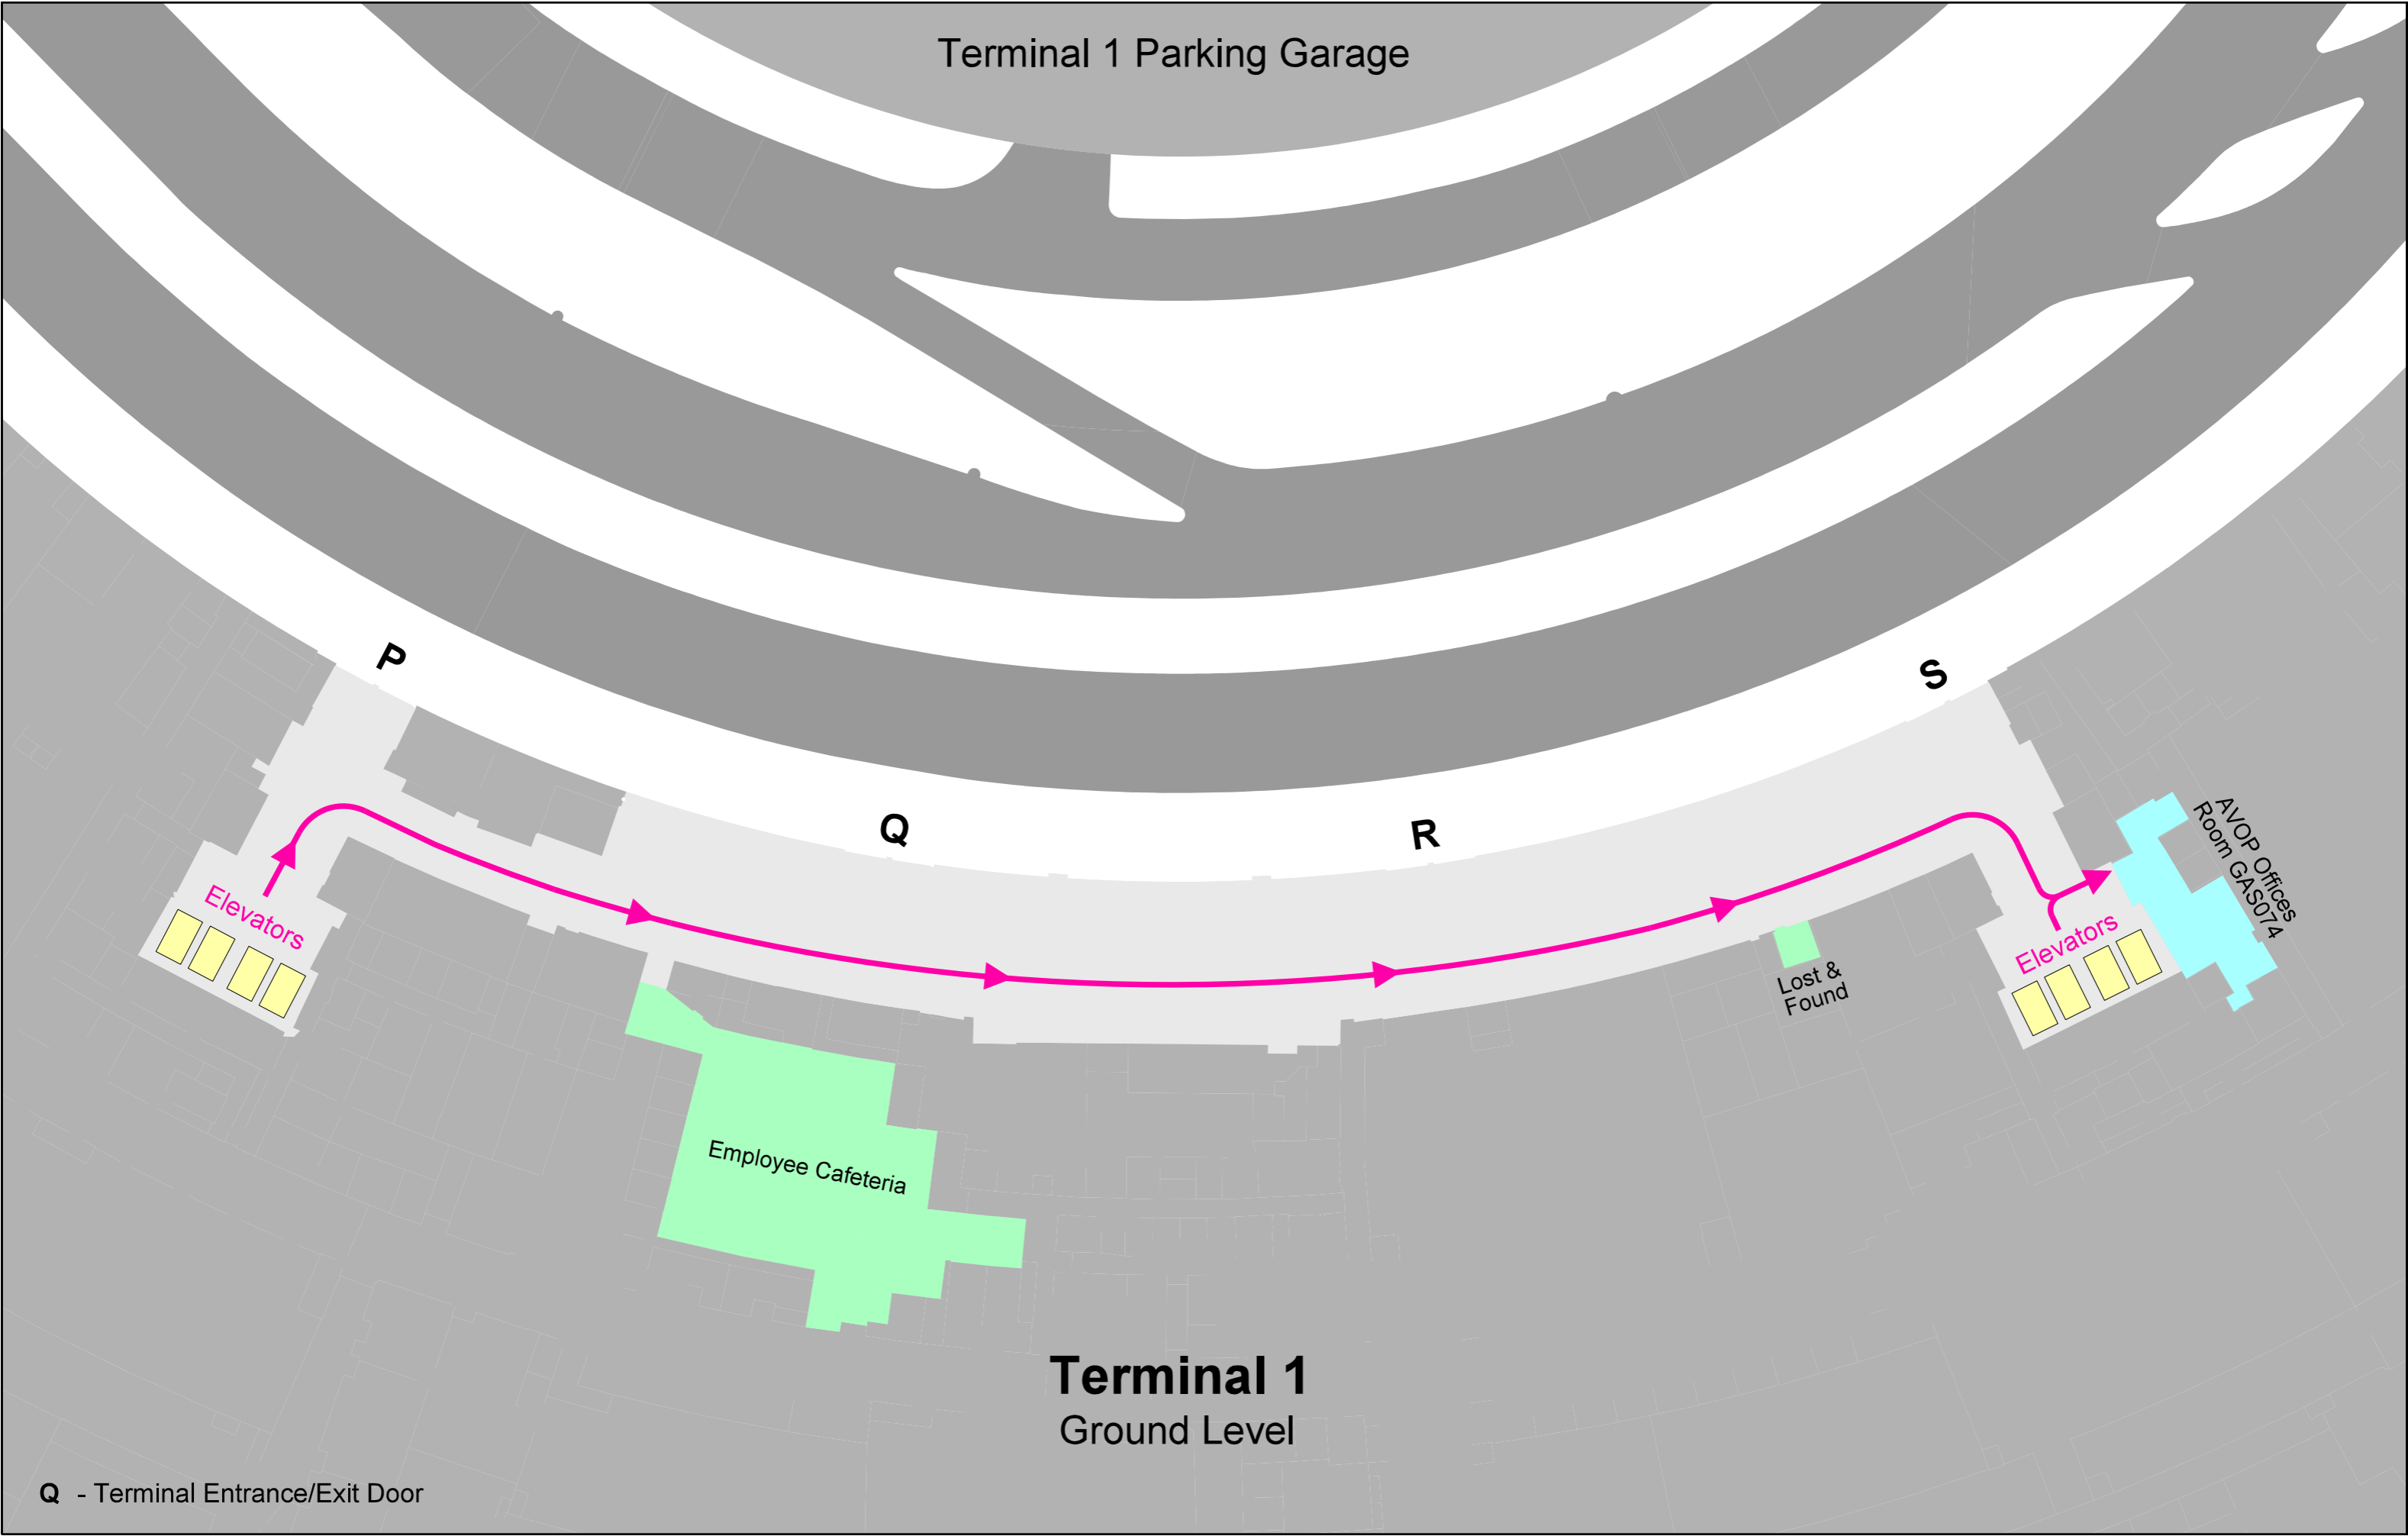 Terminal 1 Parking Garage
P
S
Q
R
AVOP Offices
Room GAS074
Elevators
Elevators
Lost &
Found
Employee Cafeteria
Terminal 1
Ground Level
Q - Terminal Entrance/Exit Door